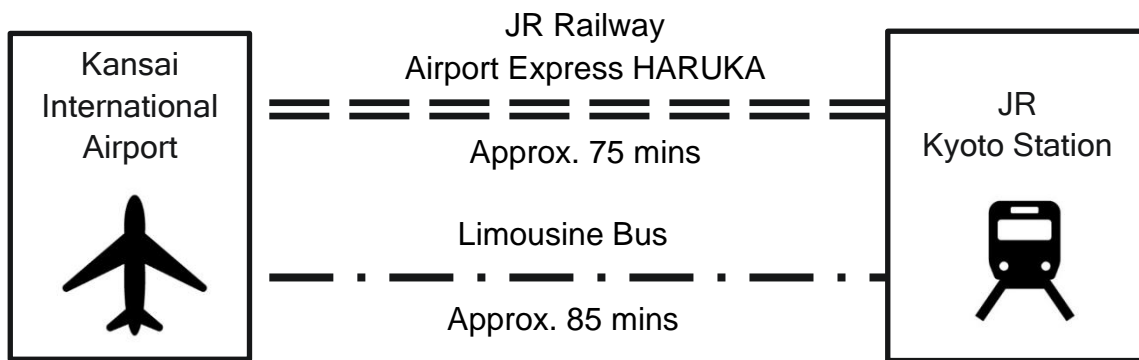 Kansai
International
Airport
JR Railway
Airport Express HARUKA
Approx. 75 mins
Limousine Bus
Approx. 85 mins
JR
Kyoto Station